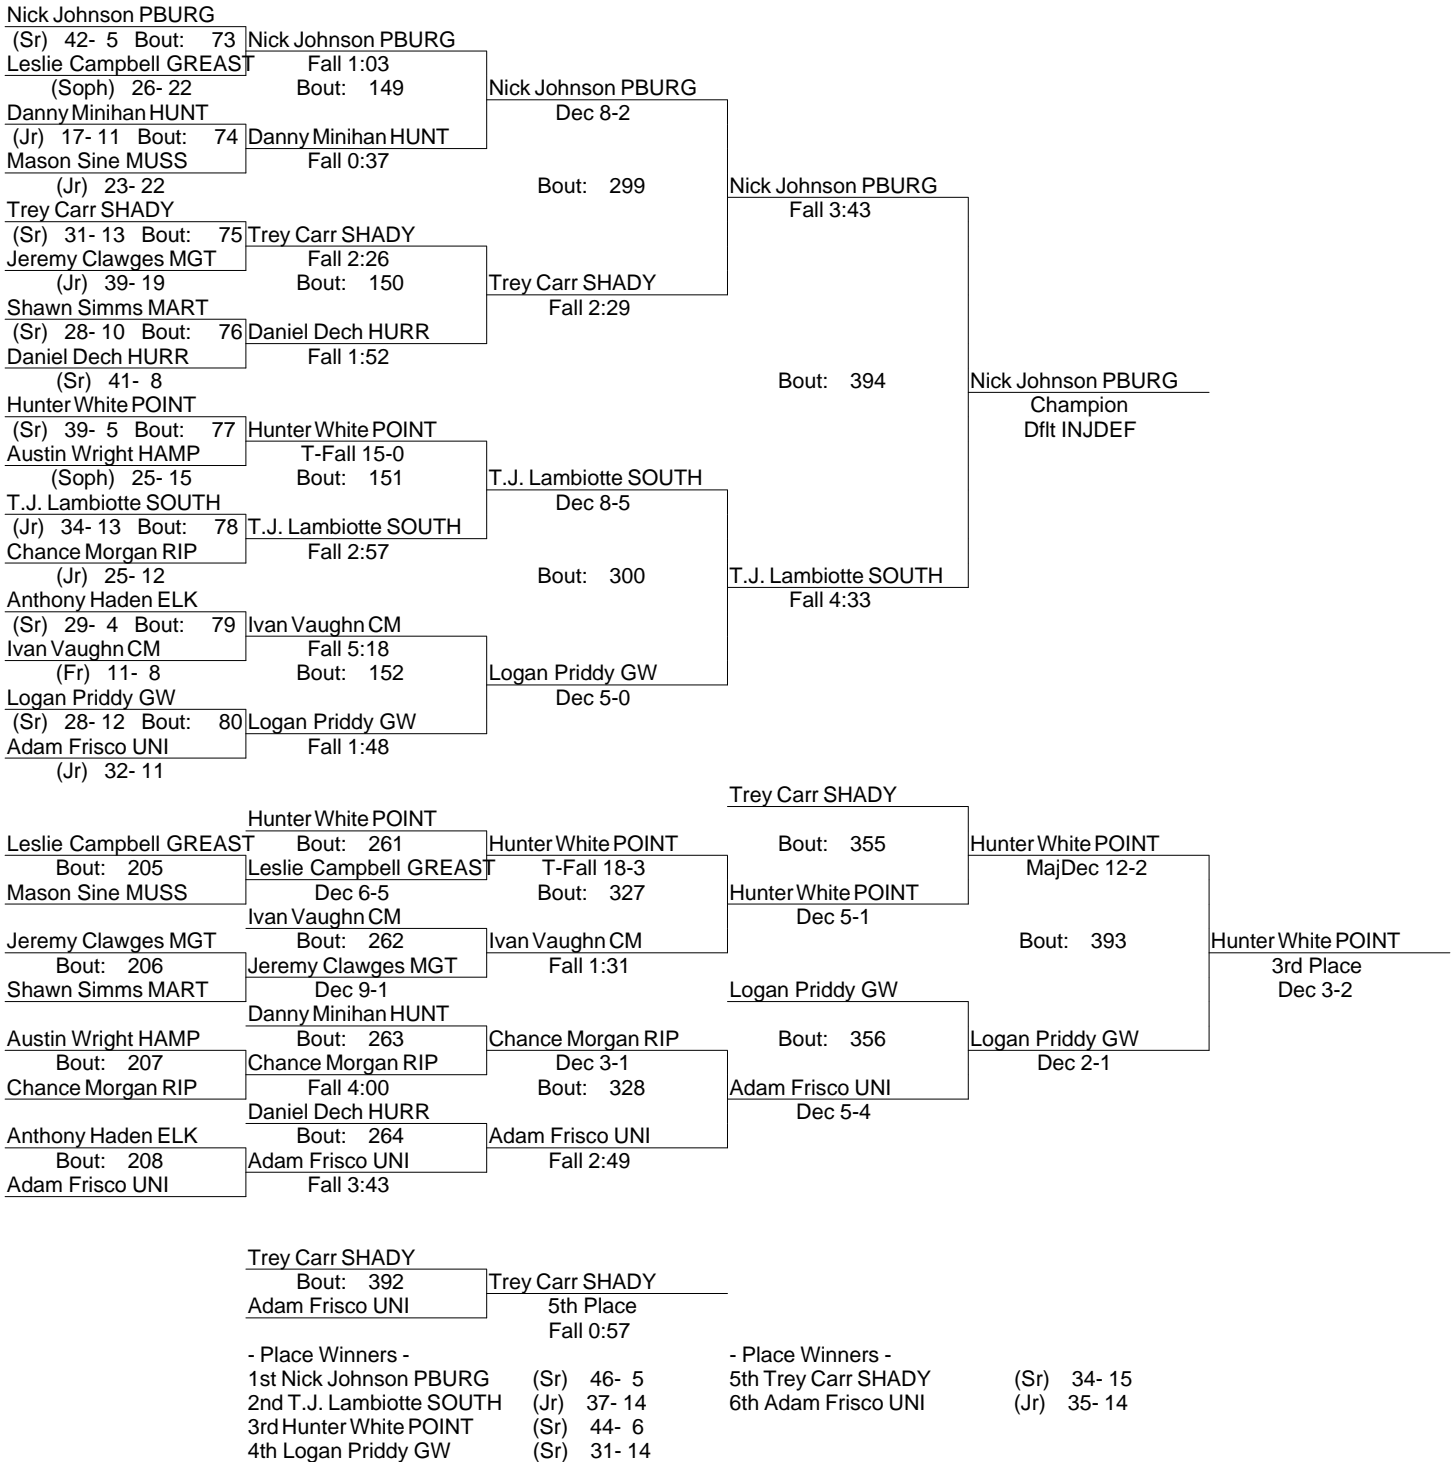 Nick Johnson PBURG
(Sr) 42- 5 Bout: 73 Nick Johnson PBURG
Leslie Campbell GREAST Fall 1:03
(Soph) 26- 22 Bout: 149 Nick Johnson PBURG
Danny Minihan HUNT Dec 8-2
(Jr) 17- 11 Bout: 74 Danny Minihan HUNT
Mason Sine MUSS Fall 0:37
(Jr) 23- 22 Bout: 299 Nick Johnson PBURG
Trey Carr SHADY Fall 3:43
(Sr) 31- 13 Bout: 75 Trey Carr SHADY
Jeremy Clawges MGT Fall 2:26
(Jr) 39- 19 Bout: 150 Trey Carr SHADY
Shawn Simms MART Fall 2:29
(Sr) 28- 10 Bout: 76 Daniel Dech HURR
Daniel Dech HURR Fall 1:52
(Sr) 41- 8 Bout: 394 Nick Johnson PBURG
Hunter White POINT Champion
(Sr) 39- 5 Bout: 77 Hunter White POINT Dflt INJDEF
Austin Wright HAMP T-Fall 15-0
(Soph) 25- 15 Bout: 151 T.J. Lambiotte SOUTH
T.J. Lambiotte SOUTH Dec 8-5
(Jr) 34- 13 Bout: 78 T.J. Lambiotte SOUTH
Chance Morgan RIP Fall 2:57
(Jr) 25- 12 Bout: 300 T.J. Lambiotte SOUTH
Anthony Haden ELK Fall 4:33
(Sr) 29- 4 Bout: 79 Ivan Vaughn CM
Ivan Vaughn CM Fall 5:18
(Fr) 11- 8 Bout: 152 Logan Priddy GW
Logan Priddy GW Dec 5-0
(Sr) 28- 12 Bout: 80 Logan Priddy GW
Adam Frisco UNI Fall 1:48
(Jr) 32- 11
Trey Carr SHADY
Hunter White POINT
Leslie Campbell GREAST Bout: 261 Hunter White POINT Bout: 355 Hunter White POINT
Bout: 205 Leslie Campbell GREAST T-Fall 18-3 MajDec 12-2
Mason Sine MUSS Dec 6-5 Bout: 327 Hunter White POINT
Ivan Vaughn CM Dec 5-1
Jeremy Clawges MGT Bout: 262 Ivan Vaughn CM Bout: 393 Hunter White POINT
Bout: 206 Jeremy Clawges MGT Fall 1:31 3rd Place
Shawn Simms MART Dec 9-1 Logan Priddy GW Dec 3-2
Danny Minihan HUNT
Austin Wright HAMP Bout: 263 Chance Morgan RIP Bout: 356 Logan Priddy GW
Bout: 207 Chance Morgan RIP Dec 3-1 Dec 2-1
Chance Morgan RIP Fall 4:00 Bout: 328 Adam Frisco UNI
Daniel Dech HURR Dec 5-4
Anthony Haden ELK Bout: 264 Adam Frisco UNI
Bout: 208 Adam Frisco UNI Fall 2:49
Adam Frisco UNI Fall 3:43
Trey Carr SHADY
Bout: 392 Trey Carr SHADY
Adam Frisco UNI 5th Place
Fall 0:57
- Place Winners - - Place Winners -
1st Nick Johnson PBURG (Sr) 46- 5 5th Trey Carr SHADY (Sr) 34- 15
2nd T.J. Lambiotte SOUTH (Jr) 37- 14 6th Adam Frisco UNI (Jr) 35- 14
3rd Hunter White POINT (Sr) 44- 6
4th Logan Priddy GW (Sr) 31- 14